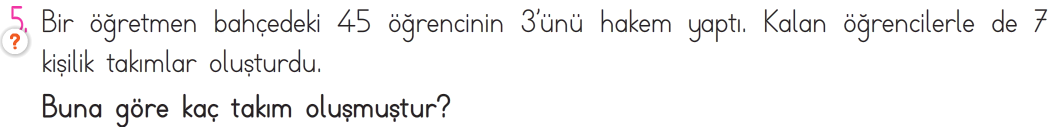 5. Bir öğretmen bahçedeki 45 öğrencinin 3'ünü hakem yaptı. Kalan öğrencilerle de 7
? kişilik takımlar oluşturdu.
Buna göre kaç takım oluşmuştur?